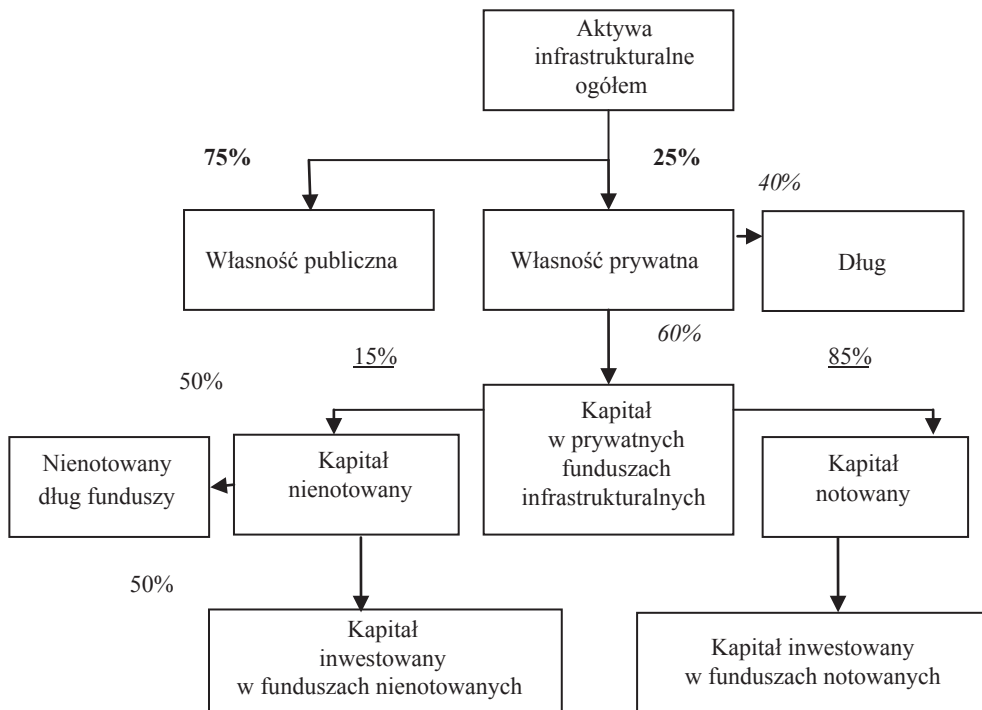 Aktywa
infrastrukturalne
ogółem
75%
25%
40%
Własność publiczna
Własność prywatna
Dług
60%
15%
85%
50%
Kapitał
w prywatnych
funduszach
infrastrukturalnych
Nienotowany
dług funduszy
Kapitał
nienotowany
Kapitał
notowany
50%
Kapitał
inwestowany
w funduszach nienotowanych
Kapitał inwestowany
w funduszach notowanych